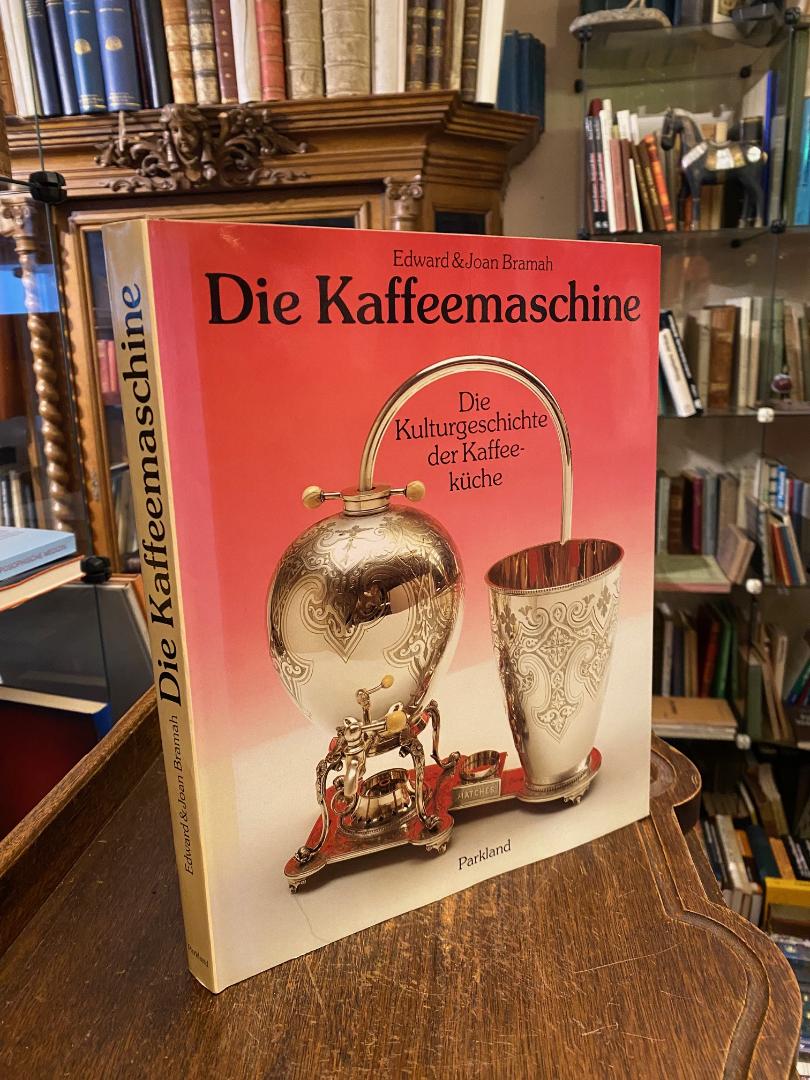 Edward & Joan Bramah
Die Kaffeemaschine
Die
Kulturgeschichte
der Kaffee-
küche
HATCHER
Parkland
Die Kaffeemaschine
Edward & Joan Bramah
Parkland